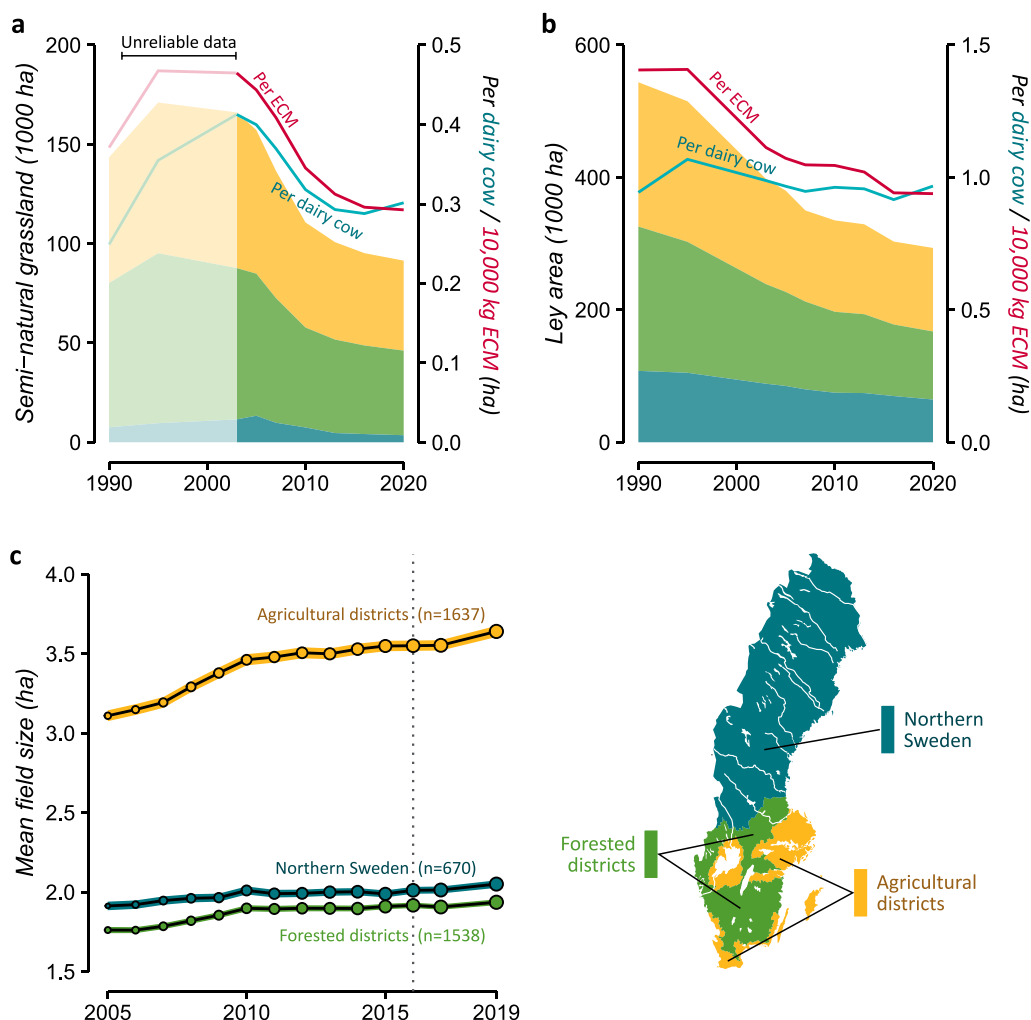 a
Unreliable data
200
150
100
50
0
Semi−natural grassland (1000 ha)
Per ECM
Per dairy cow
0.5
0.4
0.3
0.2
0.1
0.0
Per dairy cow / 10,000 kg ECM (ha)
1990
2000
2010
2020
b
600
400
200
0
Ley area (1000 ha)
Per ECM
Per dairy cow
1.5
1.0
0.5
0.0
Per dairy cow / 10,000 kg ECM (ha)
1990
2000
2010
2020
c
4.0
3.5
3.0
2.5
2.0
1.5
Mean field size (ha)
Agricultural districts (n=1637)
Northern Sweden (n=670)
Forested districts (n=1538)
2005
2010
2015
2019
Northern
Sweden
Forested
districts
Agricultural
districts